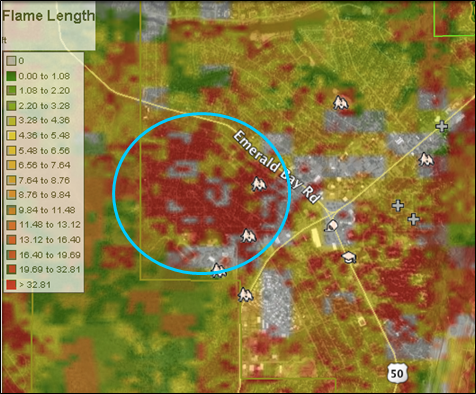 Flame Length
ft
0
0.00 to 1.08
1.08 to 2.20
2.20 to 3.28
3.28 to 4.36
4.36 to 5.48
5.48 to 6.56
6.56 to 7.64
7.64 to 8.76
8.76 to 9.84
9.84 to 11.48
11.48 to 13.12
13.12 to 16.40
16.40 to 19.69
19.69 to 32.81
> 32.81
Emerald Bay Rd
50